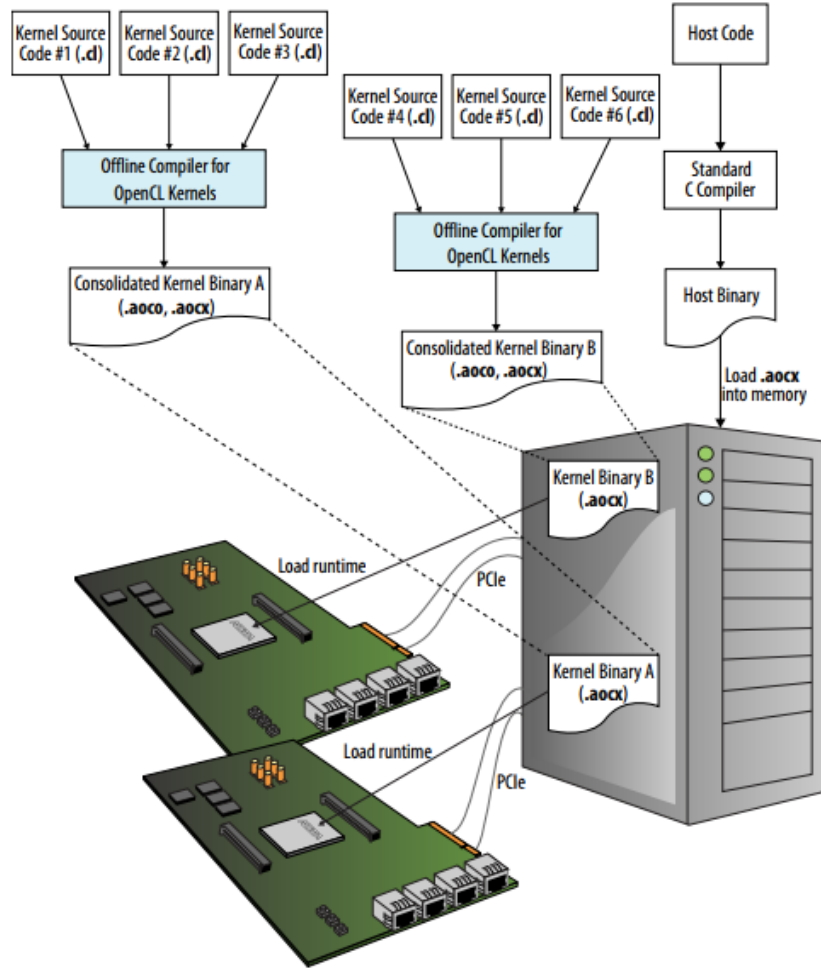 Kernel Source
Code #1 (.cl)
Kernel Source
Code #2 (.cl)
Kernel Source
Code #3 (.cl)
Host Code
Kernel Source
Code #4 (.cl)
Kernel Source
Code #5 (.cl)
Kernel Source
Code #6 (.cl)
Offline Compiler for
OpenCL Kernels
Standard
C Compiler
Offline Compiler for
OpenCL Kernels
Consolidated Kernel Binary A
(.aoco, .aocx)
Host Binary
Consolidated Kernel Binary B
(.aoco, .aocx)
Load .aocx
into memory
Kernel Binary B
(.aocx)
Load runtime
PCIe
Kernel Binary A
(.aocx)
Load runtime
PCIe